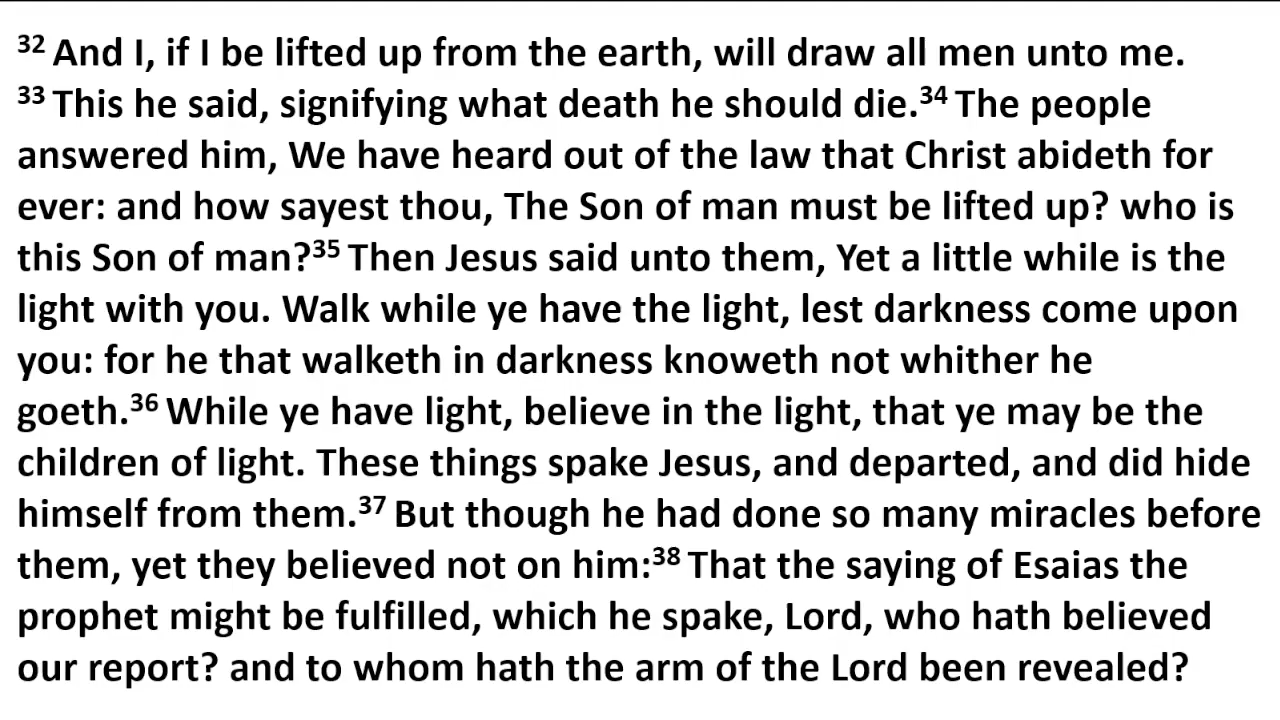 32 And I, if I be lifted up from the earth, will draw all men unto me.
33 This he said, signifying what death he should die.34 The people
answered him, We have heard out of the law that Christ abideth for
ever: and how sayest thou, The Son of man must be lifted up? who is
this Son of man?35 Then Jesus said unto them, Yet a little while is the
light with you. Walk while ye have the light, lest darkness come upon
you: for he that walketh in darkness knoweth not whither he
goeth.36 While ye have light, believe in the light, that ye may be the
children of light. These things spake Jesus, and departed, and did hide
himself from them.37 But though he had done so many miracles before
them, yet they believed not on him:38 That the saying of Esaias the
prophet might be fulfilled, which he spake, Lord, who hath believed
our report? and to whom hath the arm of the Lord been revealed?